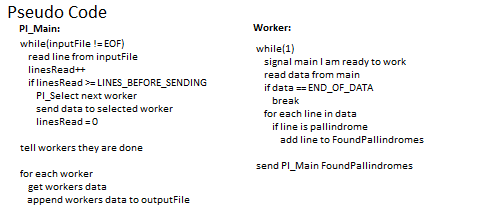 Pseudo Code
PI_Main:
while(inputFile != EOF)
read line from inputFile
linesRead++
if linesRead >= LINES_BEFORE_SENDING
PI_Select next worker
send data to selected worker
linesRead = 0
tell workers they are done
for each worker
get workers data
append workers data to outputFile
Worker:
while(1)
signal main I am ready to work
read data from main
if data == END_OF_DATA
break
for each line in data
if line is pallindrome
add line to FoundPallindromes
send PI_Main FoundPallindromes